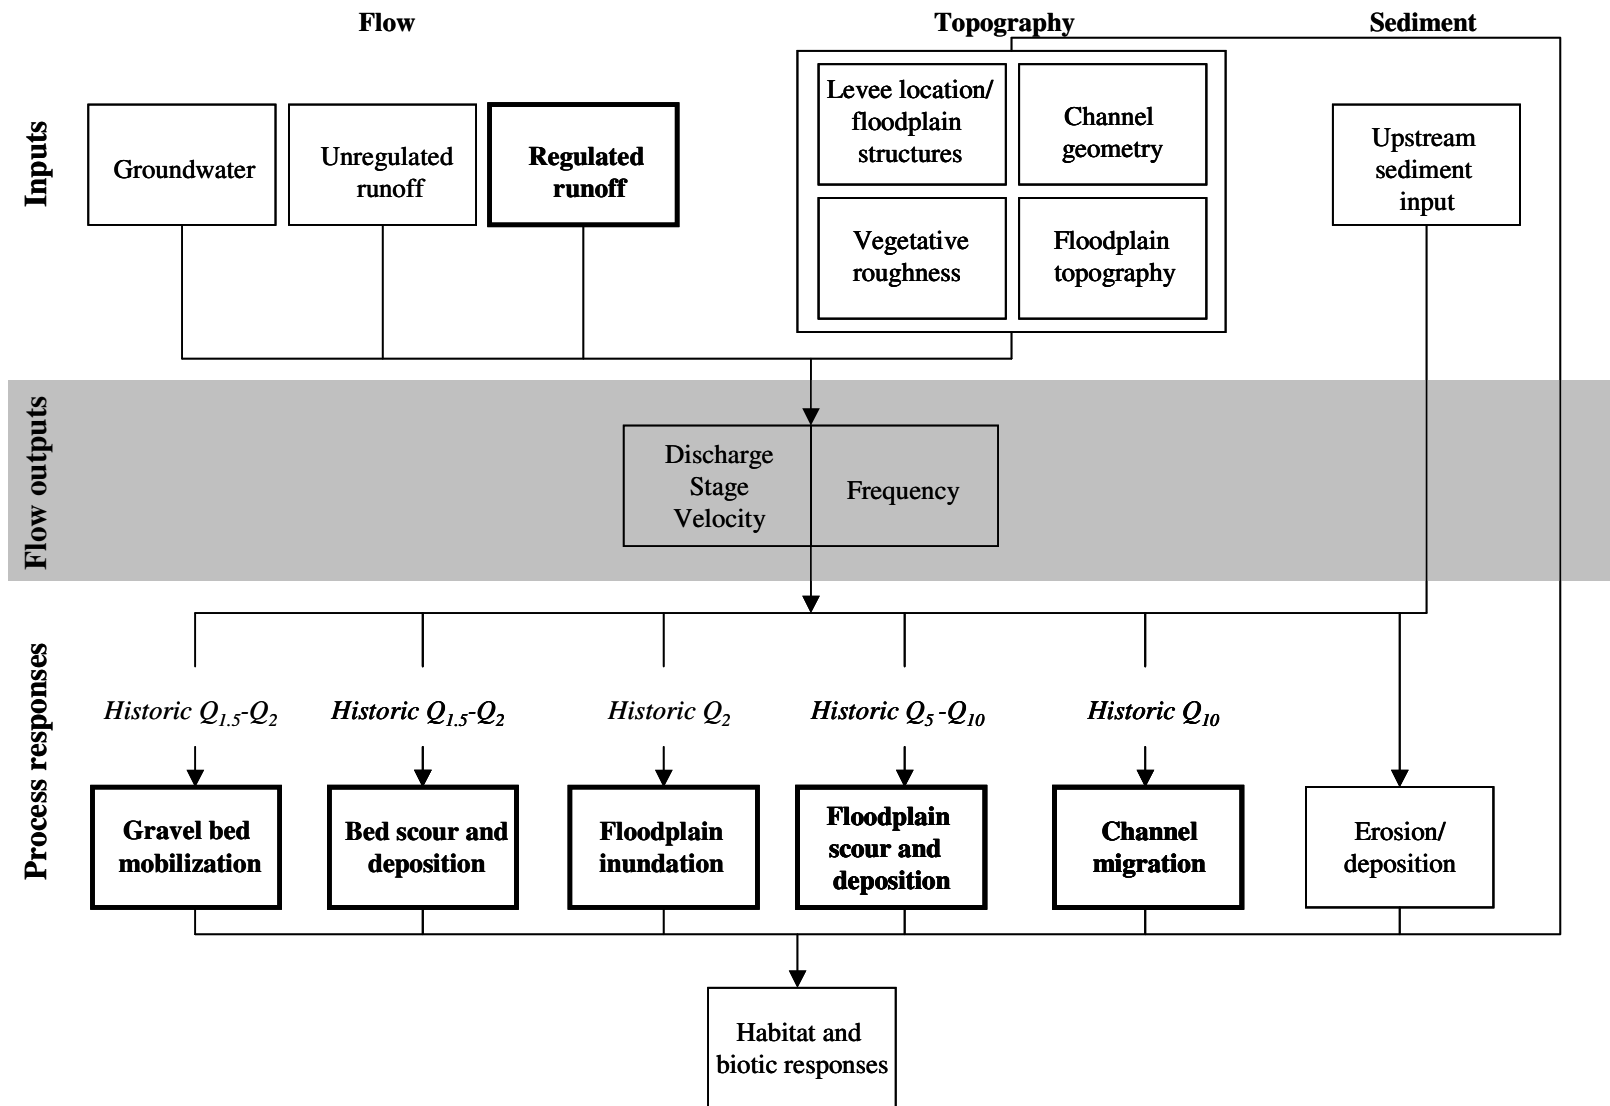 Flow
Topography
Sediment
Inputs
Groundwater
Unregulated
runoff
Regulated
runoff
Levee location/
floodplain
structures
Channel
geometry
Vegetative
roughness
Floodplain
topography
Upstream
sediment
input
Flow outputs
Discharge
Stage
Velocity
Frequency
Process responses
Historic Q1.5-Q2
Historic Q1.5-Q2
Historic Q2
Historic Q5-Q10
Historic Q10
Gravel bed
mobilization
Bed scour and
deposition
Floodplain
inundation
Floodplain
scour and
deposition
Channel
migration
Erosion/
deposition
Habitat and
biotic responses